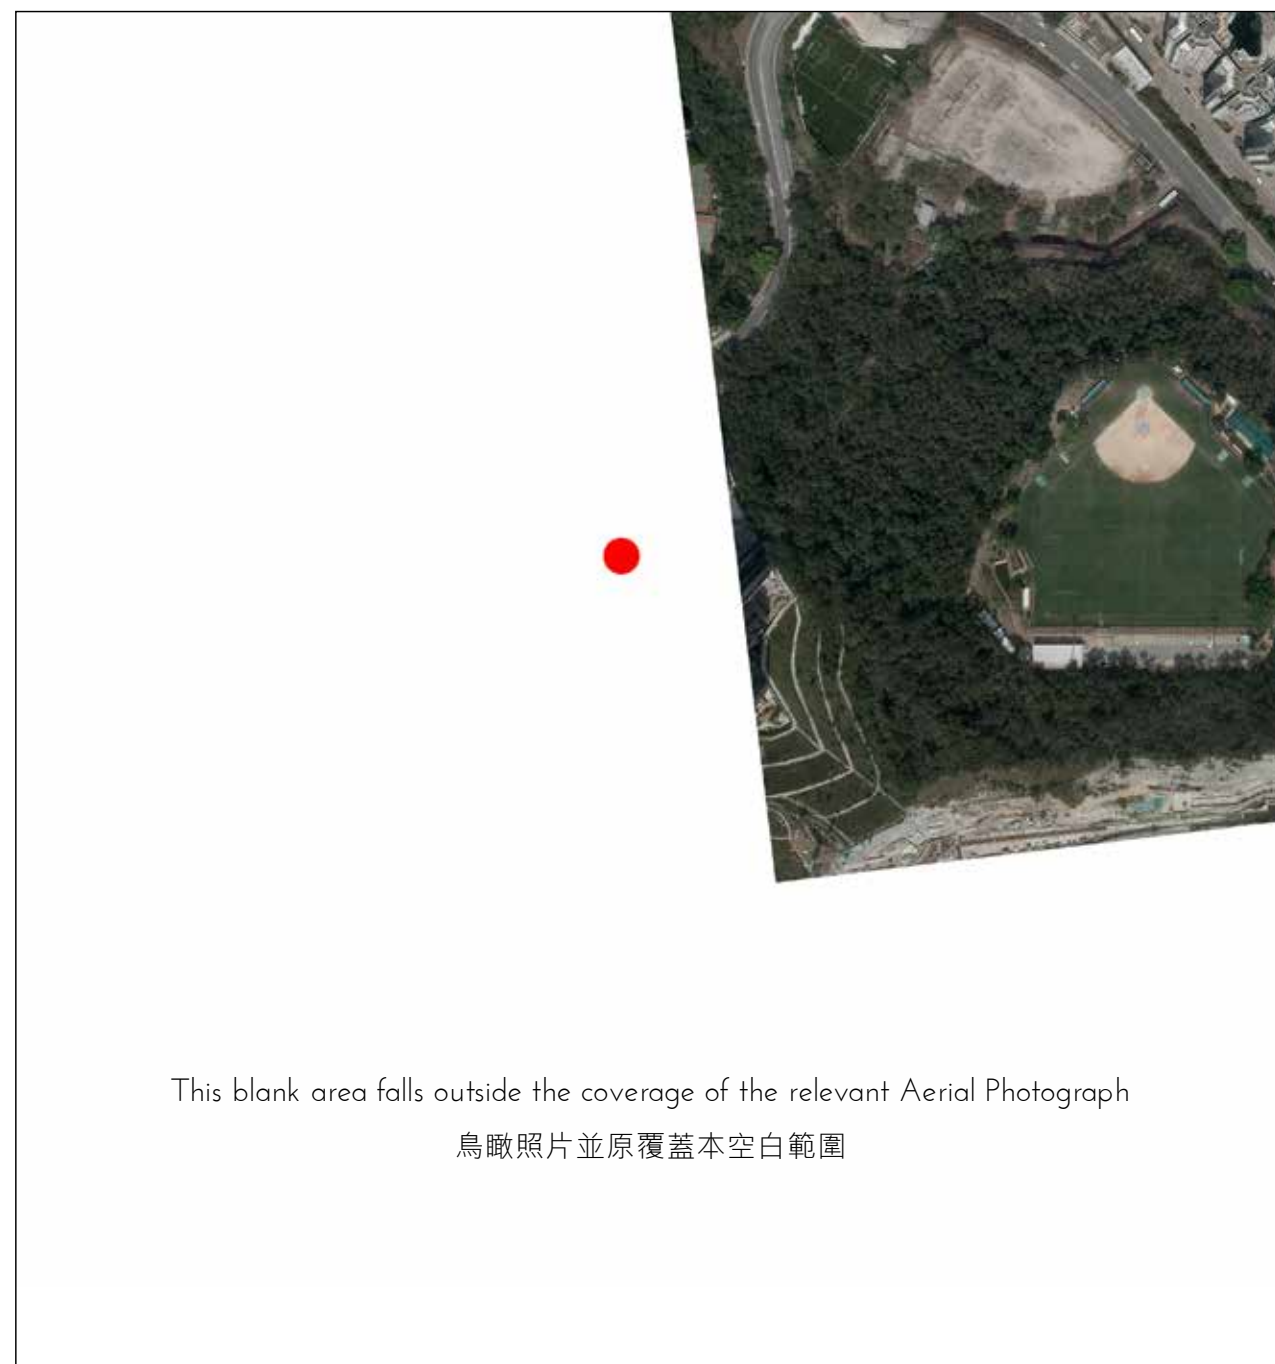 This blank area falls outside the coverage of the relevant Aerial Photograph
鳥瞰照片並原覆蓋本空白範圍